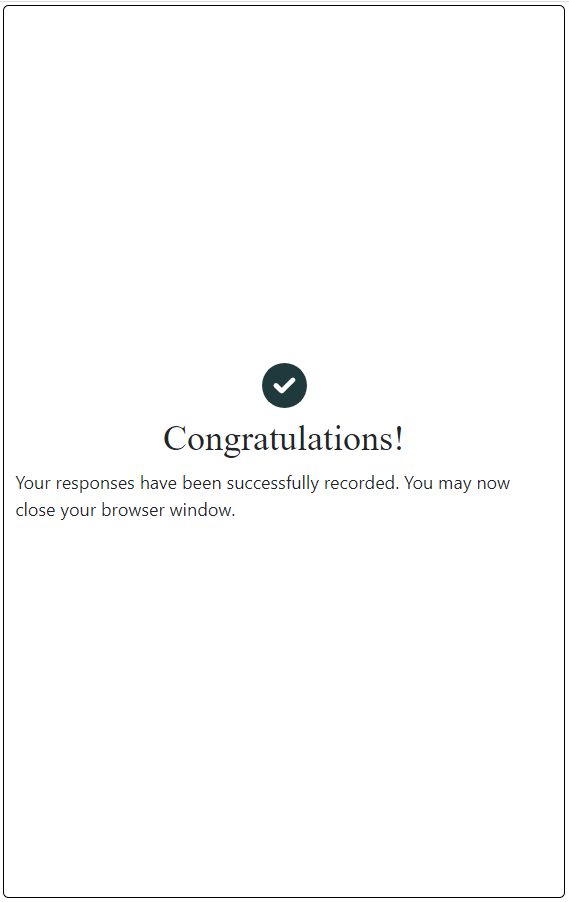 Congratulations!
Your responses have been successfully recorded. You may now
close your browser window.